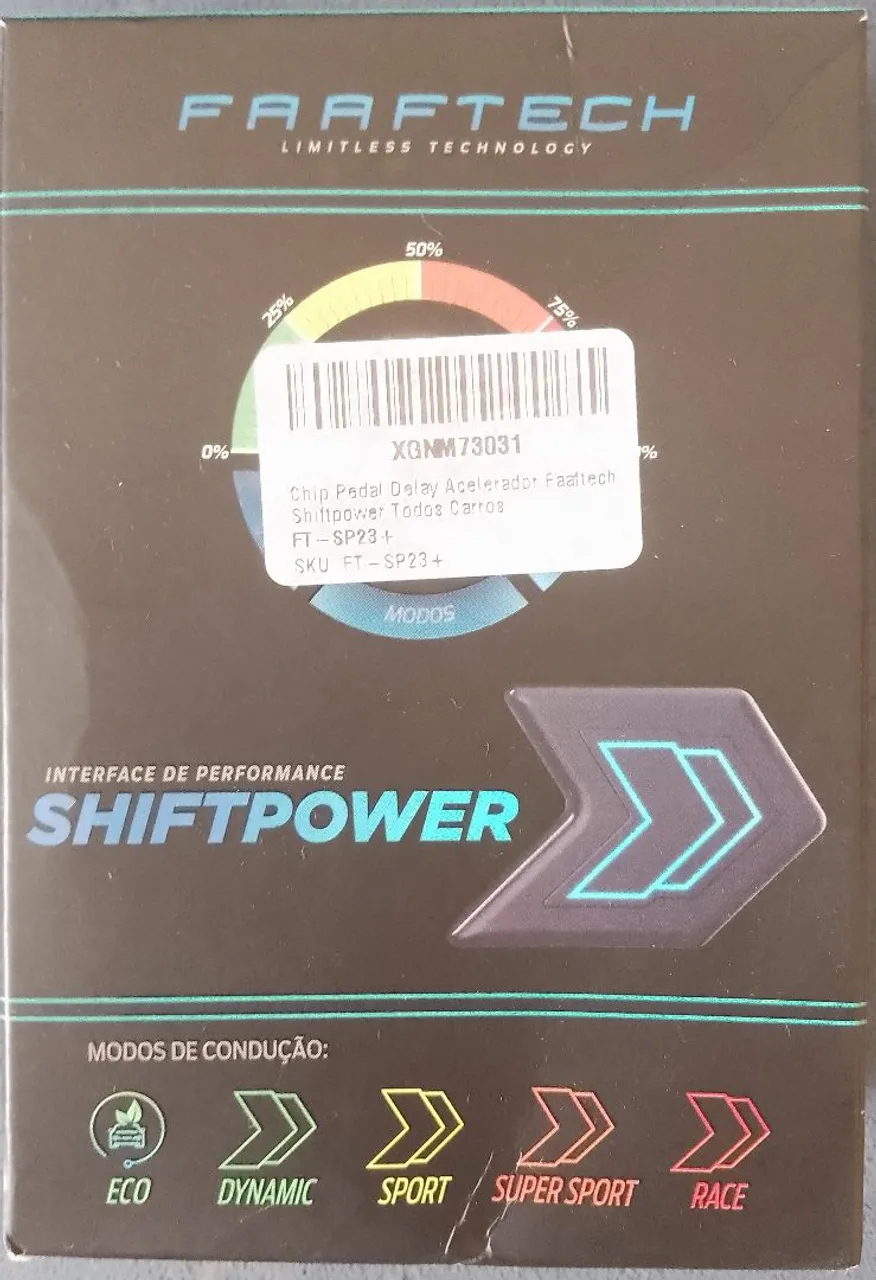 FAAFTECH
LIMITLESS TECHNOLOGY
50%
25%
75%
0%
XGNM73031
Chip Pedal Delay Acelerador Faaftech
Shiftpower Todos Carros
FT-SP23+
SKU FT-SP23+
MODOS
INTERFACE DE PERFORMANCE
SHIFTPOWER
MODOS DE CONDUÇÃO:
ECO
DYNAMIC
SPORT
SUPER SPORT
RACE